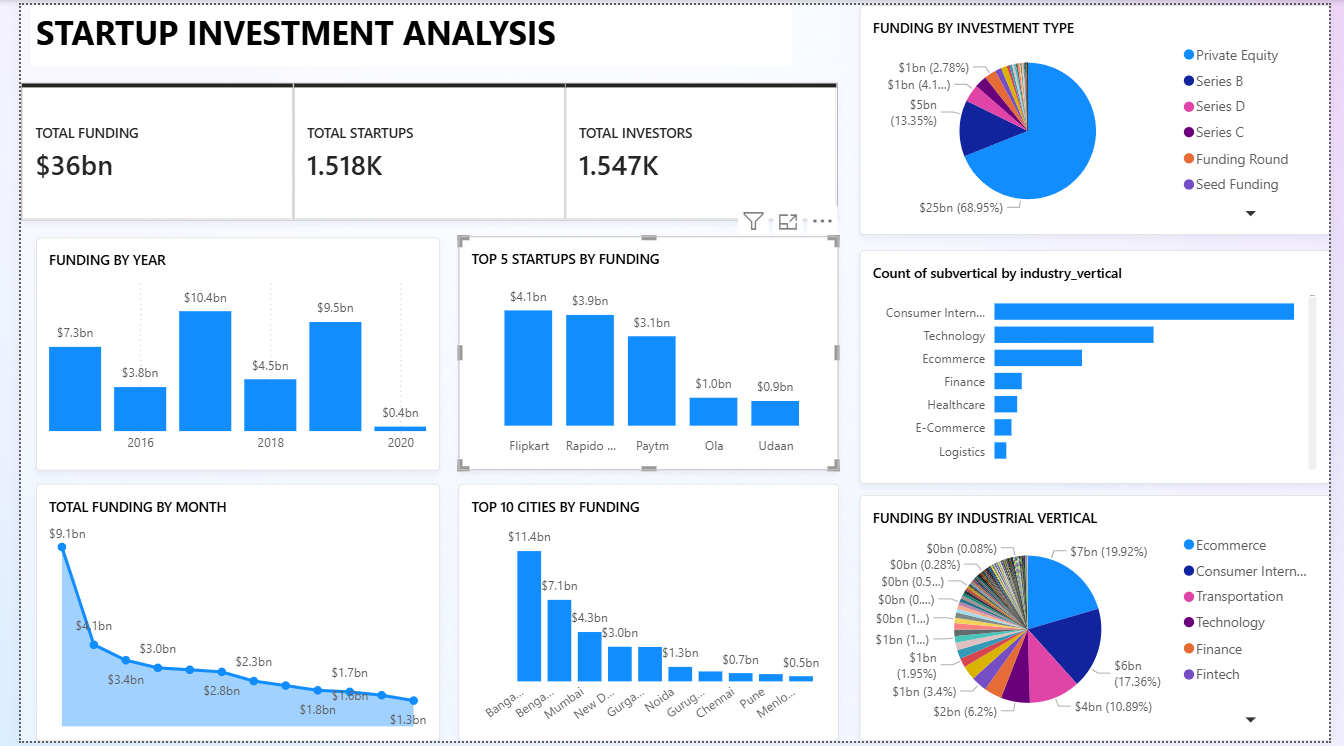 STARTUP INVESTMENT ANALYSIS
TOTAL FUNDING
$36bn
TOTAL STARTUPS
1.518K
TOTAL INVESTORS
1.547K
FUNDING BY INVESTMENT TYPE
$1bn (2.78%)
$1bn (4.1...)
$5bn
(13.35%)
$25bn (68.95%)
Private Equity
Series B
Series D
Series C
Funding Round
Seed Funding
FUNDING BY YEAR
$7.3bn
$3.8bn
$10.4bn
$4.5bn
$9.5bn
$0.4bn
2016
2018
2020
TOP 5 STARTUPS BY FUNDING
$4.1bn
$3.9bn
$3.1bn
$1.0bn
$0.9bn
Flipkart
Rapido ...
Paytm
Ola
Udaan
Count of subvertical by industry_vertical
Consumer Intern...
Technology
Ecommerce
Finance
Healthcare
E-Commerce
Logistics
TOTAL FUNDING BY MONTH
$9.1bn
$4.1bn
$3.4bn
$3.0bn
$2.8bn
$2.3bn
$1.8bn
$1.7bn
$1.6bn
$1.3bn
TOP 10 CITIES BY FUNDING
$11.4bn
$7.1bn
$4.3bn
$3.0bn
$1.3bn
$0.7bn
$0.5bn
Banga...
Benga...
Mumbai
New D...
Gurga...
Noida
Gurug...
Chennai
Pune
Menlo...
FUNDING BY INDUSTRIAL VERTICAL
$0bn (0.08%)
$0bn (0.28%)
$0bn (0.5...)
$0bn (0....)
$0bn (1...)
$1bn (1...)
$1bn
(1.95%)
$1bn (3.4%)
$2bn (6.2%)
$7bn (19.92%)
$6bn
(17.36%)
$4bn (10.89%)
Ecommerce
Consumer Intern...
Transportation
Technology
Finance
Fintech